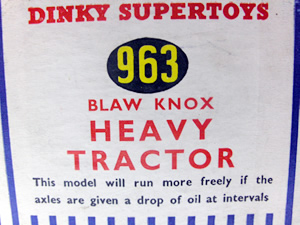 DINKY SUPERTOYS
963
BLAW KNOX
HEAVY
TRACTOR
This model will run more freely if the
axles are given a drop of oil at intervals